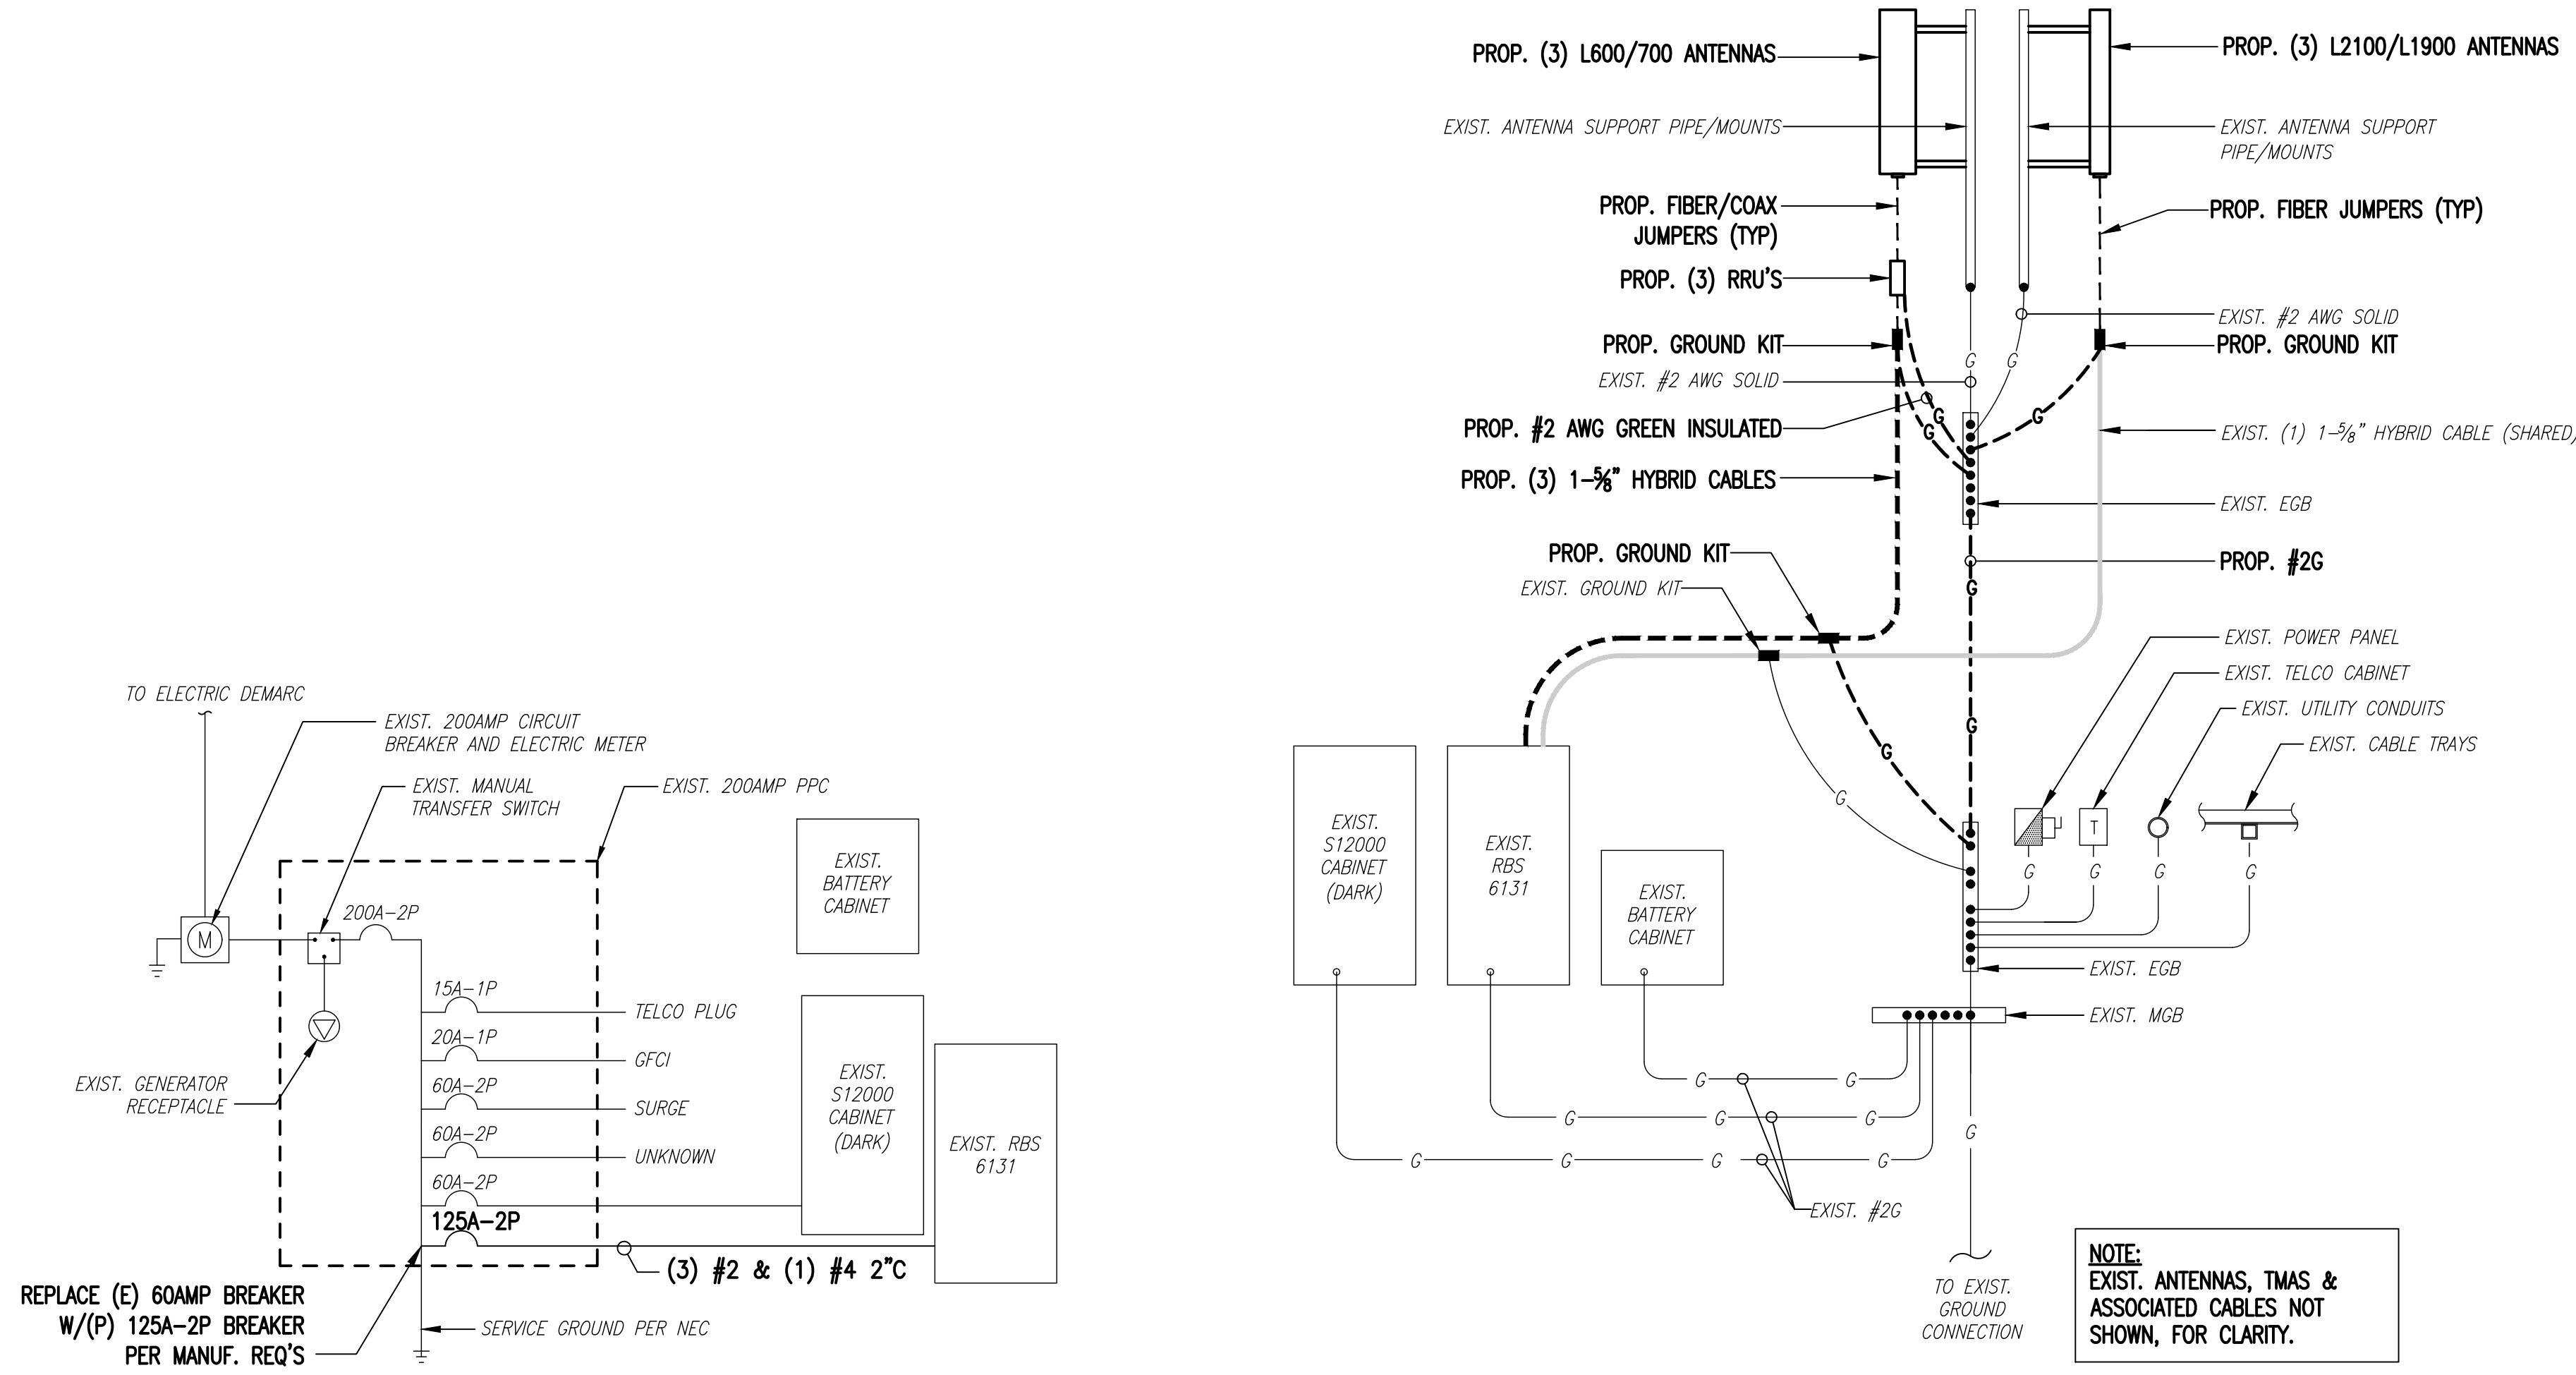 TO ELECTRIC DEMARC
EXIST. 200AMP CIRCUIT
BREAKER AND ELECTRIC METER
EXIST. MANUAL
TRANSFER SWITCH
EXIST. 200AMP PPC
200A-2P
M
15A-1P
TELCO PLUG
20A-1P
GFCI
60A-2P
SURGE
60A-2P
UNKNOWN
60A-2P
125A-2P
EXIST. GENERATOR
RECEPTACLE
EXIST.
BATTERY
CABINET
EXIST.
S12000
CABINET
(DARK)
EXIST. RBS
6131
(3) #2 & (1) #4 2"C
REPLACE (E) 60AMP BREAKER
W/(P) 125A-2P BREAKER
PER MANUF. REQ'S
SERVICE GROUND PER NEC
PROP. (3) L600/700 ANTENNAS
PROP. (3) L2100/L1900 ANTENNAS
EXIST. ANTENNA SUPPORT PIPE/MOUNTS
EXIST. ANTENNA SUPPORT
PIPE/MOUNTS
PROP. FIBER/COAX
JUMPERS (TYP)
PROP. FIBER JUMPERS (TYP)
PROP. (3) RRU'S
EXIST. #2 AWG SOLID
PROP. GROUND KIT
PROP. GROUND KIT
G
G
EXIST. #2 AWG SOLID
PROP. #2 AWG GREEN INSULATED
G
G
G
EXIST. (1) 1-5/8" HYBRID CABLE (SHARED)
PROP. (3) 1-5/8" HYBRID CABLES
EXIST. EGB
PROP. GROUND KIT
PROP. #2G
EXIST. GROUND KIT
G
EXIST. POWER PANEL
EXIST. TELCO CABINET
EXIST. UTILITY CONDUITS
EXIST. CABLE TRAYS
G
G
G
T
G
G
G
G
EXIST.
S12000
CABINET
(DARK)
EXIST.
RBS
6131
EXIST.
BATTERY
CABINET
EXIST. EGB
EXIST. MGB
G
G
G
G
G
G
G
G
G
G
EXIST. #2G
TO EXIST.
GROUND
CONNECTION
NOTE:
EXIST. ANTENNAS, TMAS &
ASSOCIATED CABLES NOT
SHOWN, FOR CLARITY.